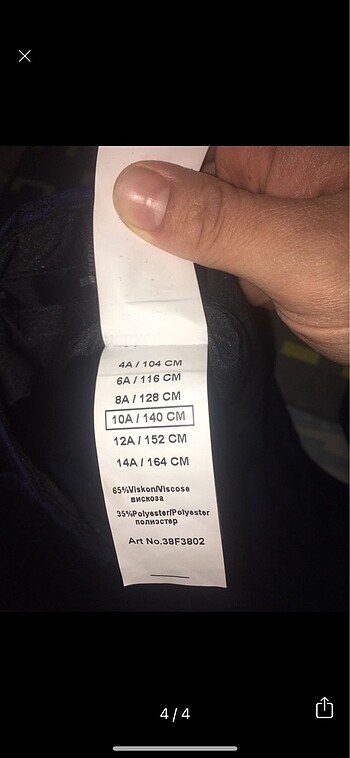 4A / 104 CM
6A / 116 CM
8A / 128 CM
10A / 140 CM
12A / 152 CM
14A / 164 CM
65%Viskon/Viscose
вискоза
35%Polyester/Polyester
полиэстер
Art No.38F3802
4 / 4